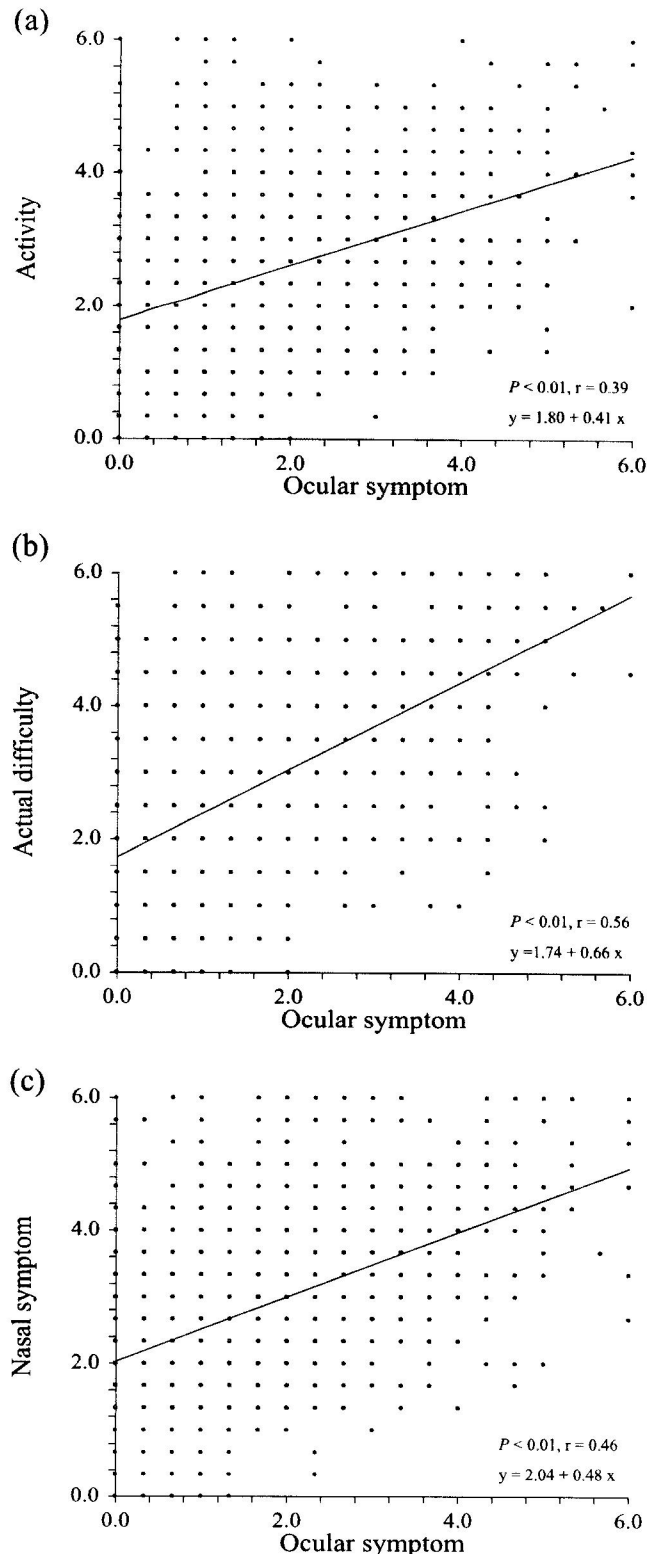 (a)
6.0
4.0
2.0
0.0
Activity
P < 0.01, r = 0.39
y = 1.80 + 0.41 x
0.0 2.0 4.0 6.0
Ocular symptom
(b)
6.0
4.0
2.0
0.0
Actual difficulty
P < 0.01, r = 0.56
y =1.74 + 0.66 x
0.0 2.0 4.0 6.0
Ocular symptom
(c)
6.0
4.0
2.0
0.0
Nasal symptom
P < 0.01, r = 0.46
y = 2.04 + 0.48 x
0.0 2.0 4.0 6.0
Ocular symptom